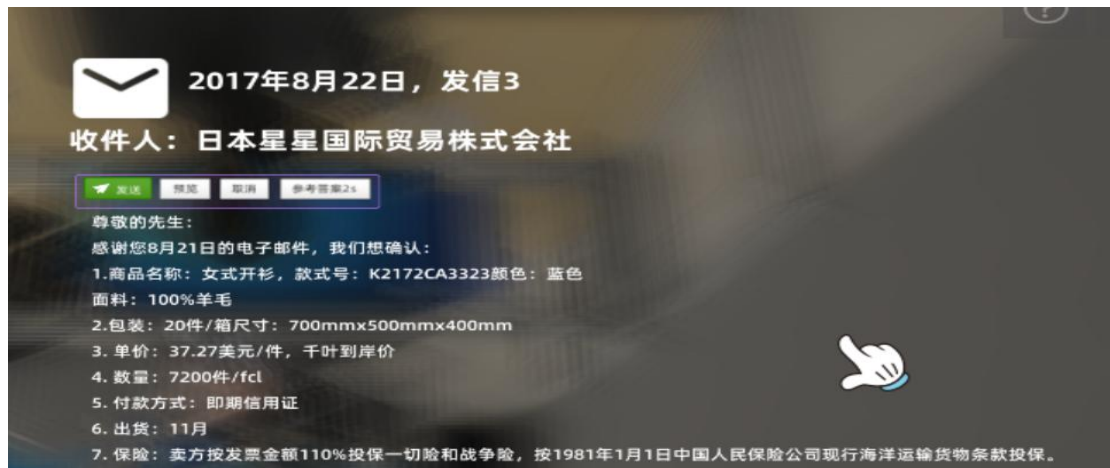 ?
2017年8月22日，发信3
收件人：日本星星国际贸易株式会社
发送 预览 取消 参考答案2s
尊敬的先生：
感谢您8月21日的电子邮件，我们想确认：
1.商品名称：女式开衫，款式号：K2172CA3323颜色：蓝色
面料：100%羊毛
2.包装：20件/箱尺寸：700mmx500mmx400mm
3. 单价：37.27美元/件，千叶到岸价
4. 数量：7200件/fcl
5. 付款方式：即期信用证
6. 出货：11月
7. 保险：卖方按发票金额110%投保一切险和战争险，按1981年1月1日中国人民保险公司现行海洋运输货物条款投保。